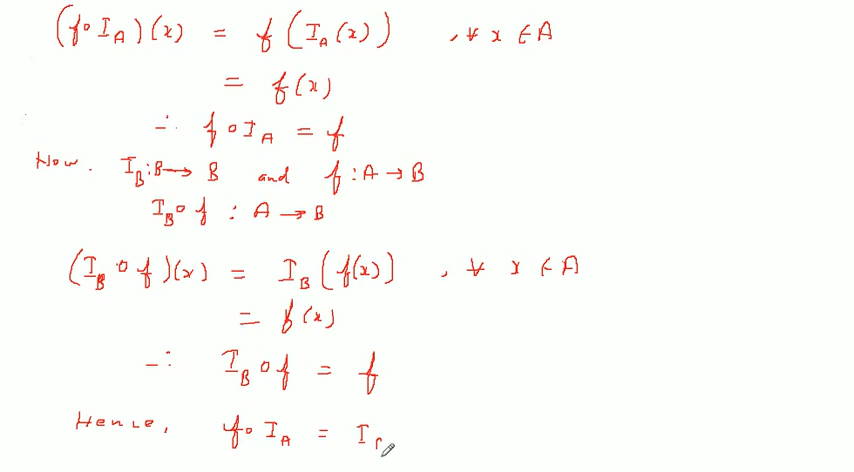 (f∘I_A)(x) = f(I_A(x)) , ∀ x ∈ A
= f(x)
∴ f∘I_A = f
Now. I_B : B → B and f : A → B
I_B∘f : A → B
(I_B∘f)(x) = I_B(f(x)) , ∀ x ∈ A
= f(x)
∴ I_B∘f = f
Hence, f∘I_A = I